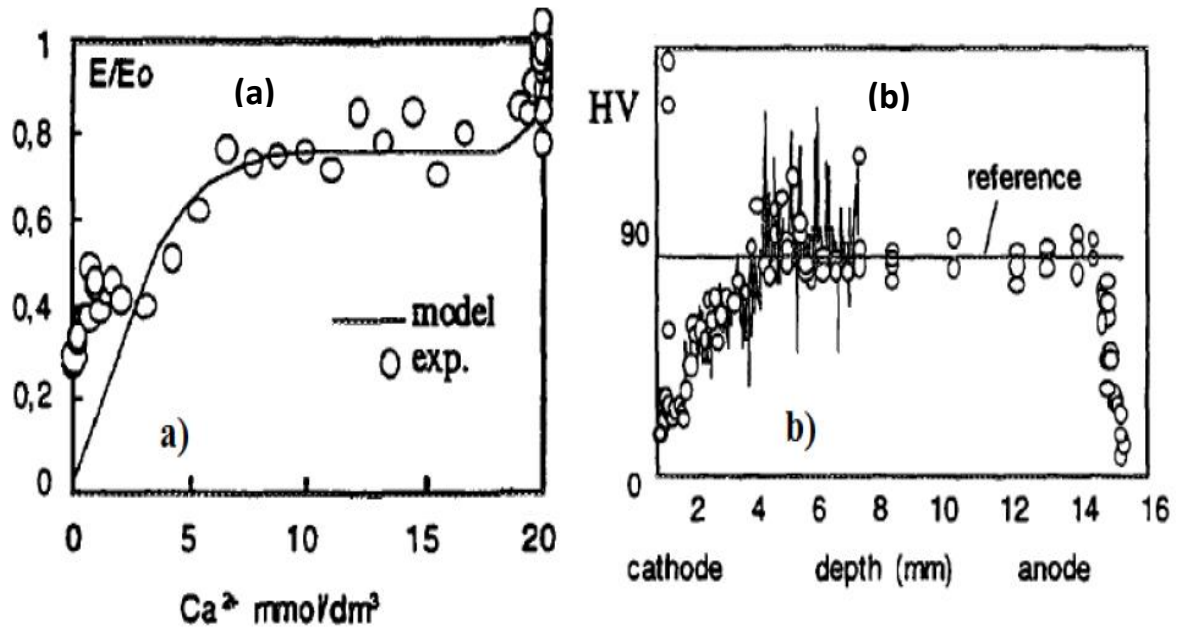 1
E/Eo
(a)
0,8
0,6
0,4
model
exp.
0,2
a)
0
0
5
10
15
20
Ca²⁺ mmol/dm³
(b)
HV
reference
90
b)
0
2
4
6
8
10
12
14
16
cathode
depth (mm)
anode